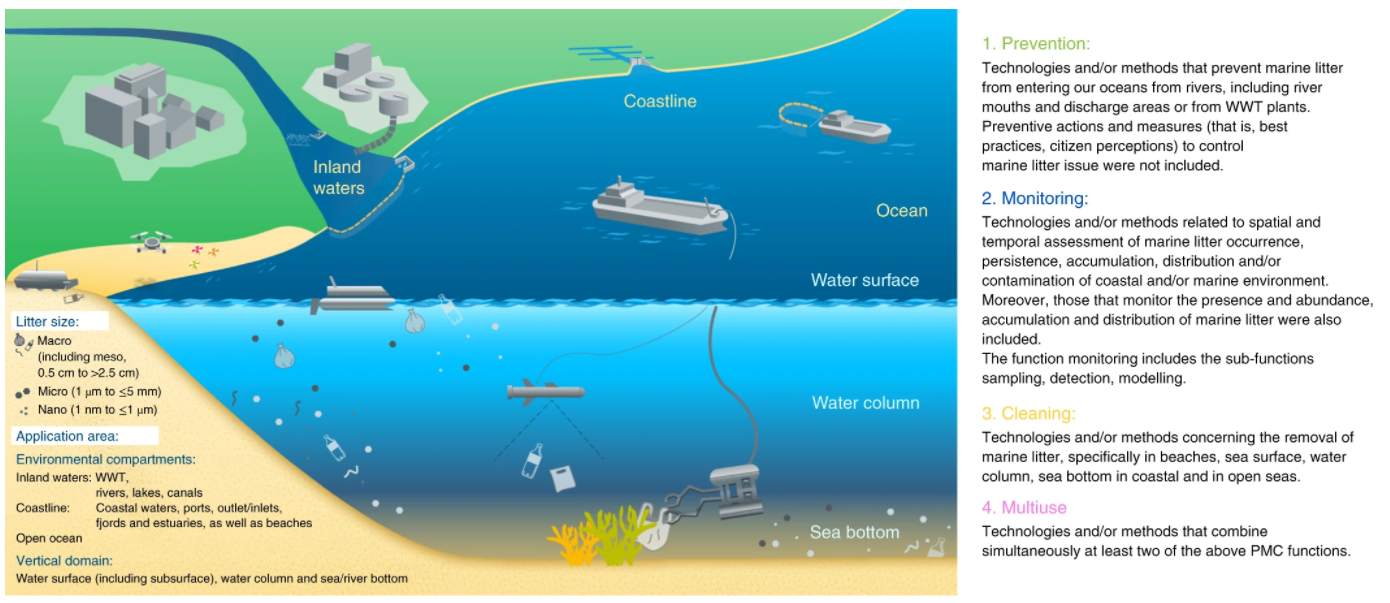 Coastline
Inland
waters
Ocean
Water surface
Water column
Sea bottom
Litter size:
Macro
(including meso,
0.5 cm to >2.5 cm)
Micro (1 µm to ≤5 mm)
Nano (1 nm to ≤1 µm)
Application area:
Environmental compartments:
Inland waters: WWT,
rivers, lakes, canals
Coastline: Coastal waters, ports, outlet/inlets,
fjords and estuaries, as well as beaches
Open ocean
Vertical domain:
Water surface (including subsurface), water column and sea/river bottom
1. Prevention:
Technologies and/or methods that prevent marine litter
from entering our oceans from rivers, including river
mouths and discharge areas or from WWT plants.
Preventive actions and measures (that is, best
practices, citizen perceptions) to control
marine litter issue were not included.
2. Monitoring:
Technologies and/or methods related to spatial and
temporal assessment of marine litter occurrence,
persistence, accumulation, distribution and/or
contamination of coastal and/or marine environment.
Moreover, those that monitor the presence and abundance,
accumulation and distribution of marine litter were also
included.
The function monitoring includes the sub-functions
sampling, detection, modelling.
3. Cleaning:
Technologies and/or methods concerning the removal of
marine litter, specifically in beaches, sea surface, water
column, sea bottom in coastal and in open seas.
4. Multiuse
Technologies and/or methods that combine
simultaneously at least two of the above PMC functions.